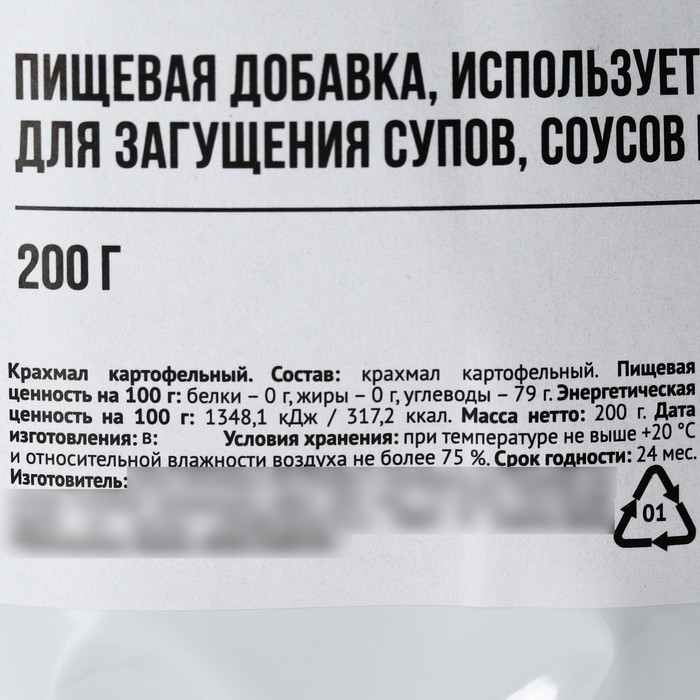 ПИЩЕВАЯ ДОБАВКА, ИСПОЛЬЗУЕТ
ДЛЯ ЗАГУЩЕНИЯ СУПОВ, СОУСОВ
200 Г
Крахмал картофельный. Состав: крахмал картофельный. Пищевая
ценность на 100 г: белки – 0 г, жиры – 0 г, углеводы – 79 г. Энергетическая
ценность на 100 г: 1348,1 кДж / 317,2 ккал. Масса нетто: 200 г. Дата
изготовления: в: Условия хранения: при температуре не выше +20 °С
и относительной влажности воздуха не более 75 %. Срок годности: 24 мес.
Изготовитель:
01